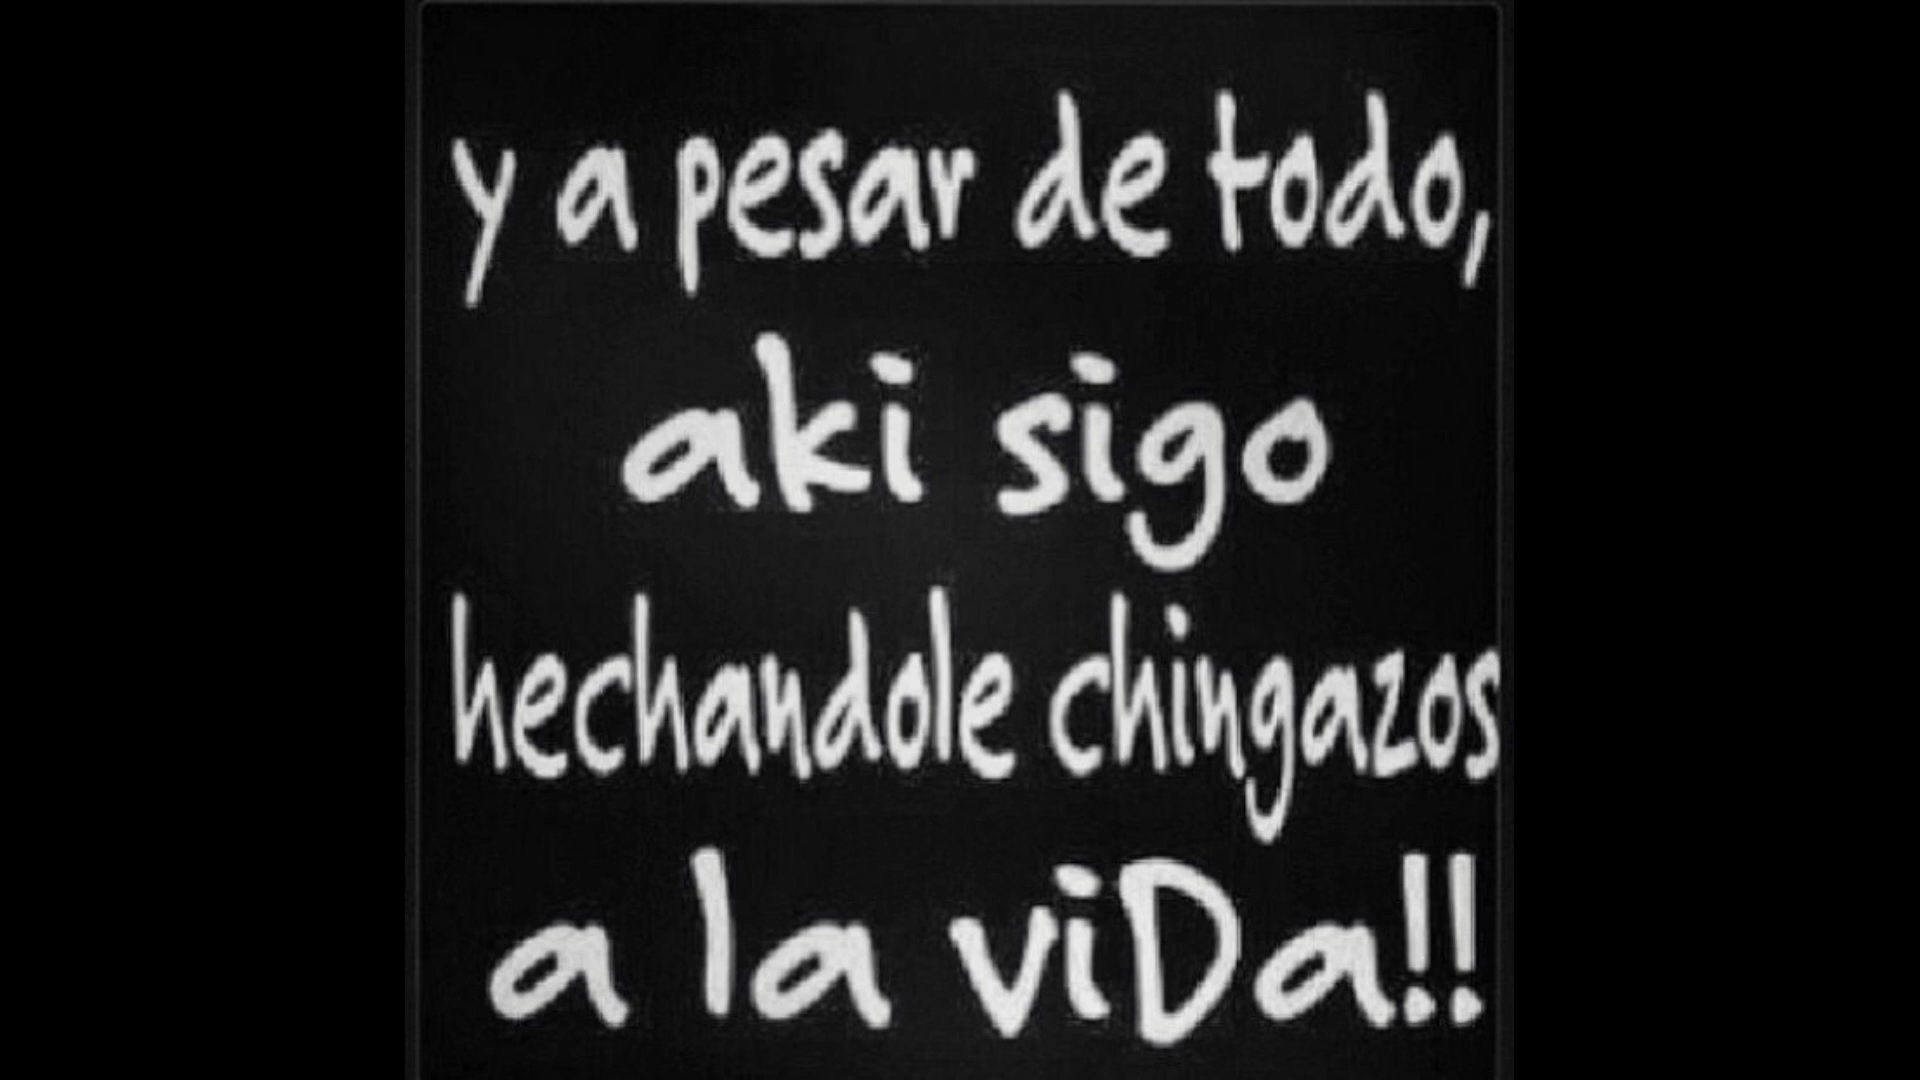 y a pesar de todo,
aki sigo
hechandole chingazos
a la viDa!!